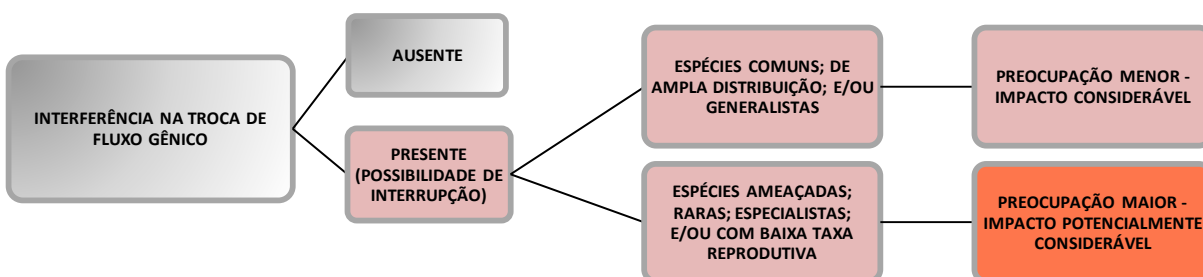 INTERFERÊNCIA NA TROCA DE
FLUXO GÊNICO
AUSENTE
PRESENTE
(POSSIBILIDADE DE
INTERRUPÇÃO)
ESPÉCIES COMUNS; DE
AMPLA DISTRIBUIÇÃO; E/OU
GENERALISTAS
PREOCUPAÇÃO MENOR -
IMPACTO CONSIDERÁVEL
ESPÉCIES AMEAÇADAS;
RARAS; ESPECIALISTAS;
E/OU COM BAIXA TAXA
REPRODUTIVA
PREOCUPAÇÃO MAIOR -
IMPACTO POTENCIALMENTE
CONSIDERÁVEL